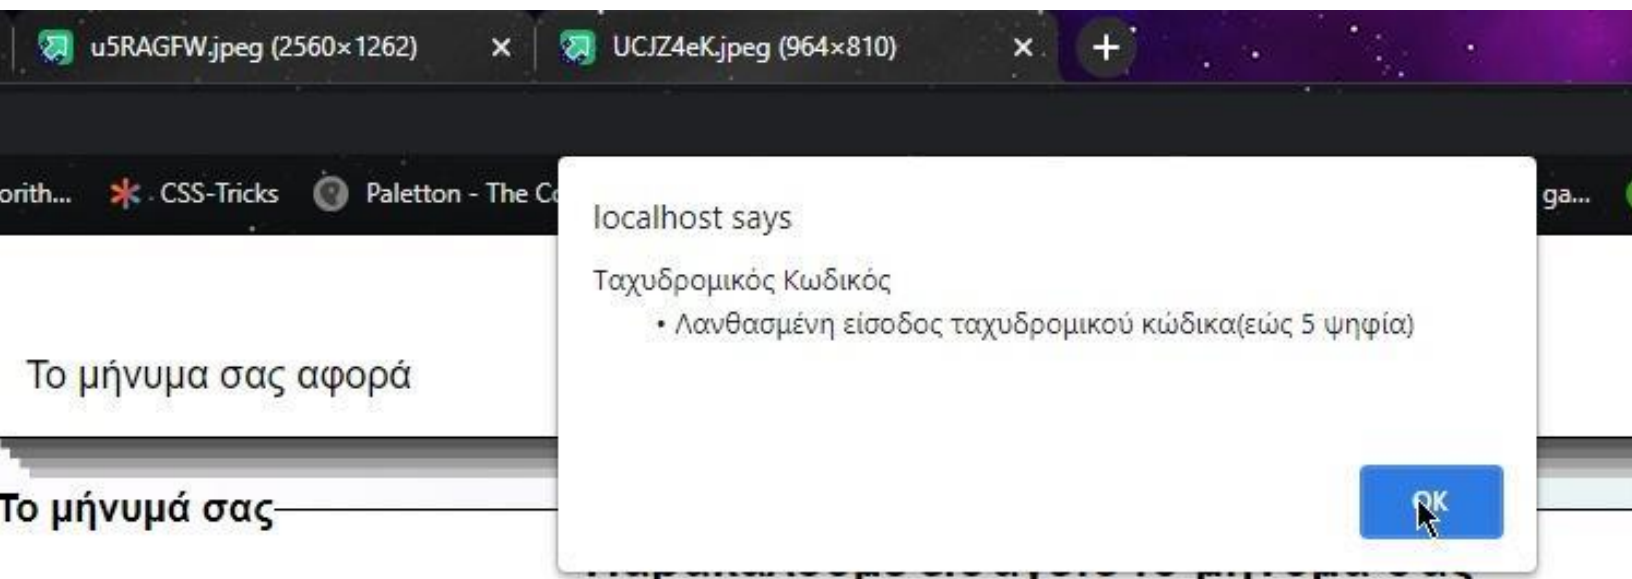 u5RAGFW.jpeg (2560×1262) × UCJZ4eK.jpeg (964×810) × +
orith... CSS-Tricks Paletton - The Co ga...
localhost says
Ταχυδρομικός Κωδικός
• Λανθασμένη είσοδος ταχυδρομικού κώδικα(εώς 5 ψηφία)
Το μήνυμα σας αφορά
OK
Το μήνυμά σας